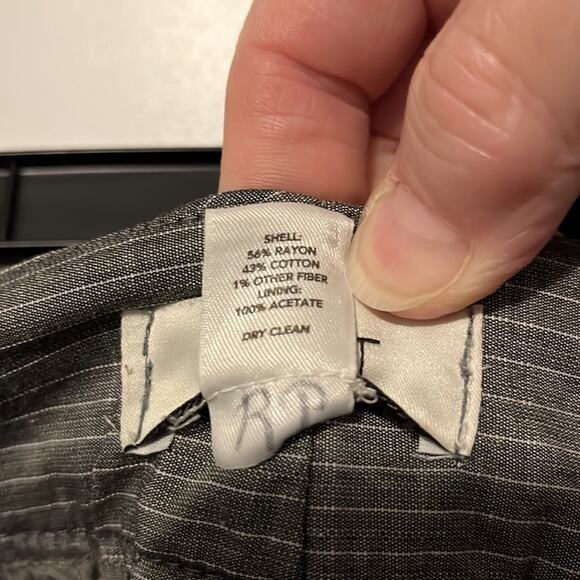 SHELL:
56% RAYON
43% COTTON
1% OTHER FIBER
LINING:
100% ACETATE
DRY CLEAN